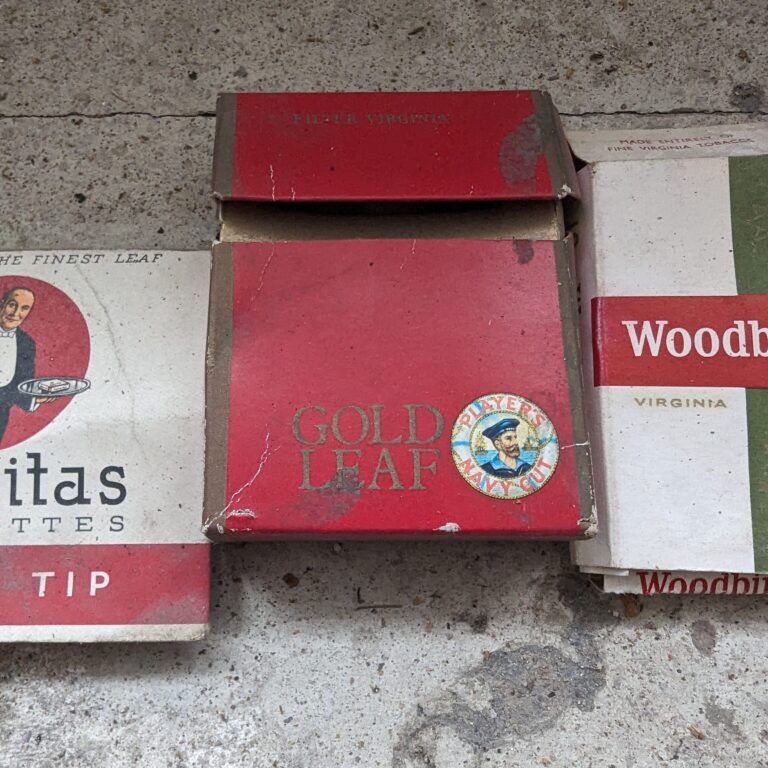 HE FINEST LEAF
itas
TTES
TIP
FILTER VIRGINIA
GOLD
LEAF
PLAYER'S
NAVY CUT
MADE ENTIRELY OF
FINE VIRGINIA TOBACCO
Woodb
VIRGINIA
Woodbin